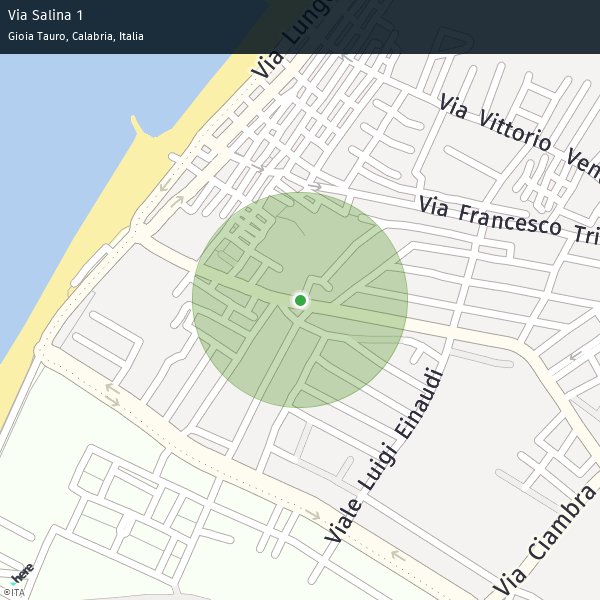 Via Salina 1
Gioia Tauro, Calabria, Italia
Via Lungo
Via Vittorio Ven
Via Francesco Tri
Viale Luigi Einaudi
Via Ciambra
here
©ITA